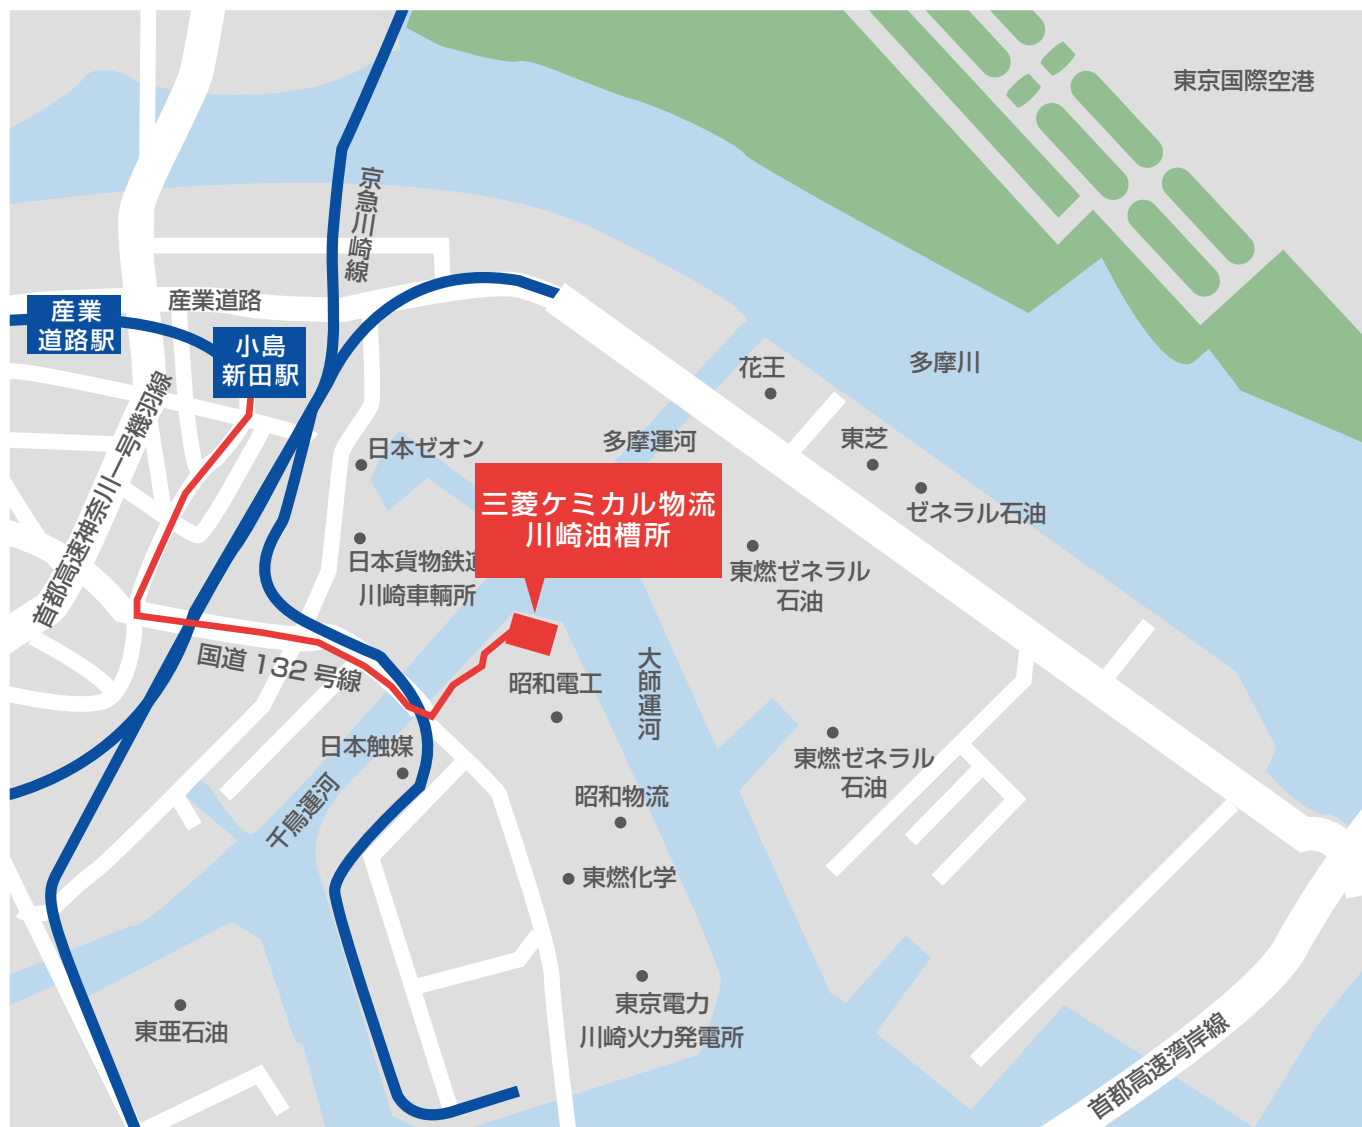 東京国際空港
京急川崎線
産業
道路駅
産業道路
小島
新田駅
首都高速神奈川一号機羽線
花王
多摩川
日本ゼオン
多摩運河
東芝
三菱ケミカル物流
川崎油槽所
ゼネラル石油
日本貨物鉄道
川崎車輌所
東燃ゼネラル
石油
国道 132 号線
昭和電工
大師運河
日本触媒
東燃ゼネラル
石油
千鳥運河
昭和物流
東燃化学
東亜石油
東京電力
川崎火力発電所
首都高速湾岸線